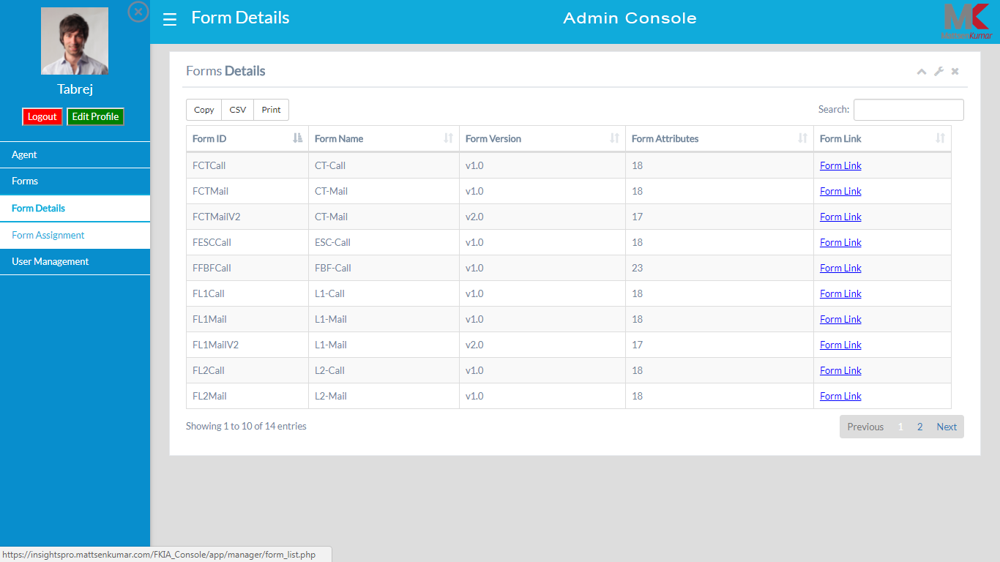 Form Details
Admin Console
MK
MattsenKumar
Tabrej
Logout Edit Profile
Agent
Forms
Form Details
Form Assignment
User Management
Forms Details
Copy CSV Print
Search:
Form ID Form Name Form Version Form Attributes Form Link
FCTCall CT-Call v1.0 18 Form Link
FCTMail CT-Mail v1.0 18 Form Link
FCTMailV2 CT-Mail v2.0 17 Form Link
FESCCall ESC-Call v1.0 18 Form Link
FFBFCall FBF-Call v1.0 23 Form Link
FL1Call L1-Call v1.0 18 Form Link
FL1Mail L1-Mail v1.0 18 Form Link
FL1MailV2 L1-Mail v2.0 17 Form Link
FL2Call L2-Call v1.0 18 Form Link
FL2Mail L2-Mail v1.0 18 Form Link
Showing 1 to 10 of 14 entries
Previous 1 2 Next
https://insightspro.mattsenkumar.com/FKIA_Console/app/manager/form_list.php